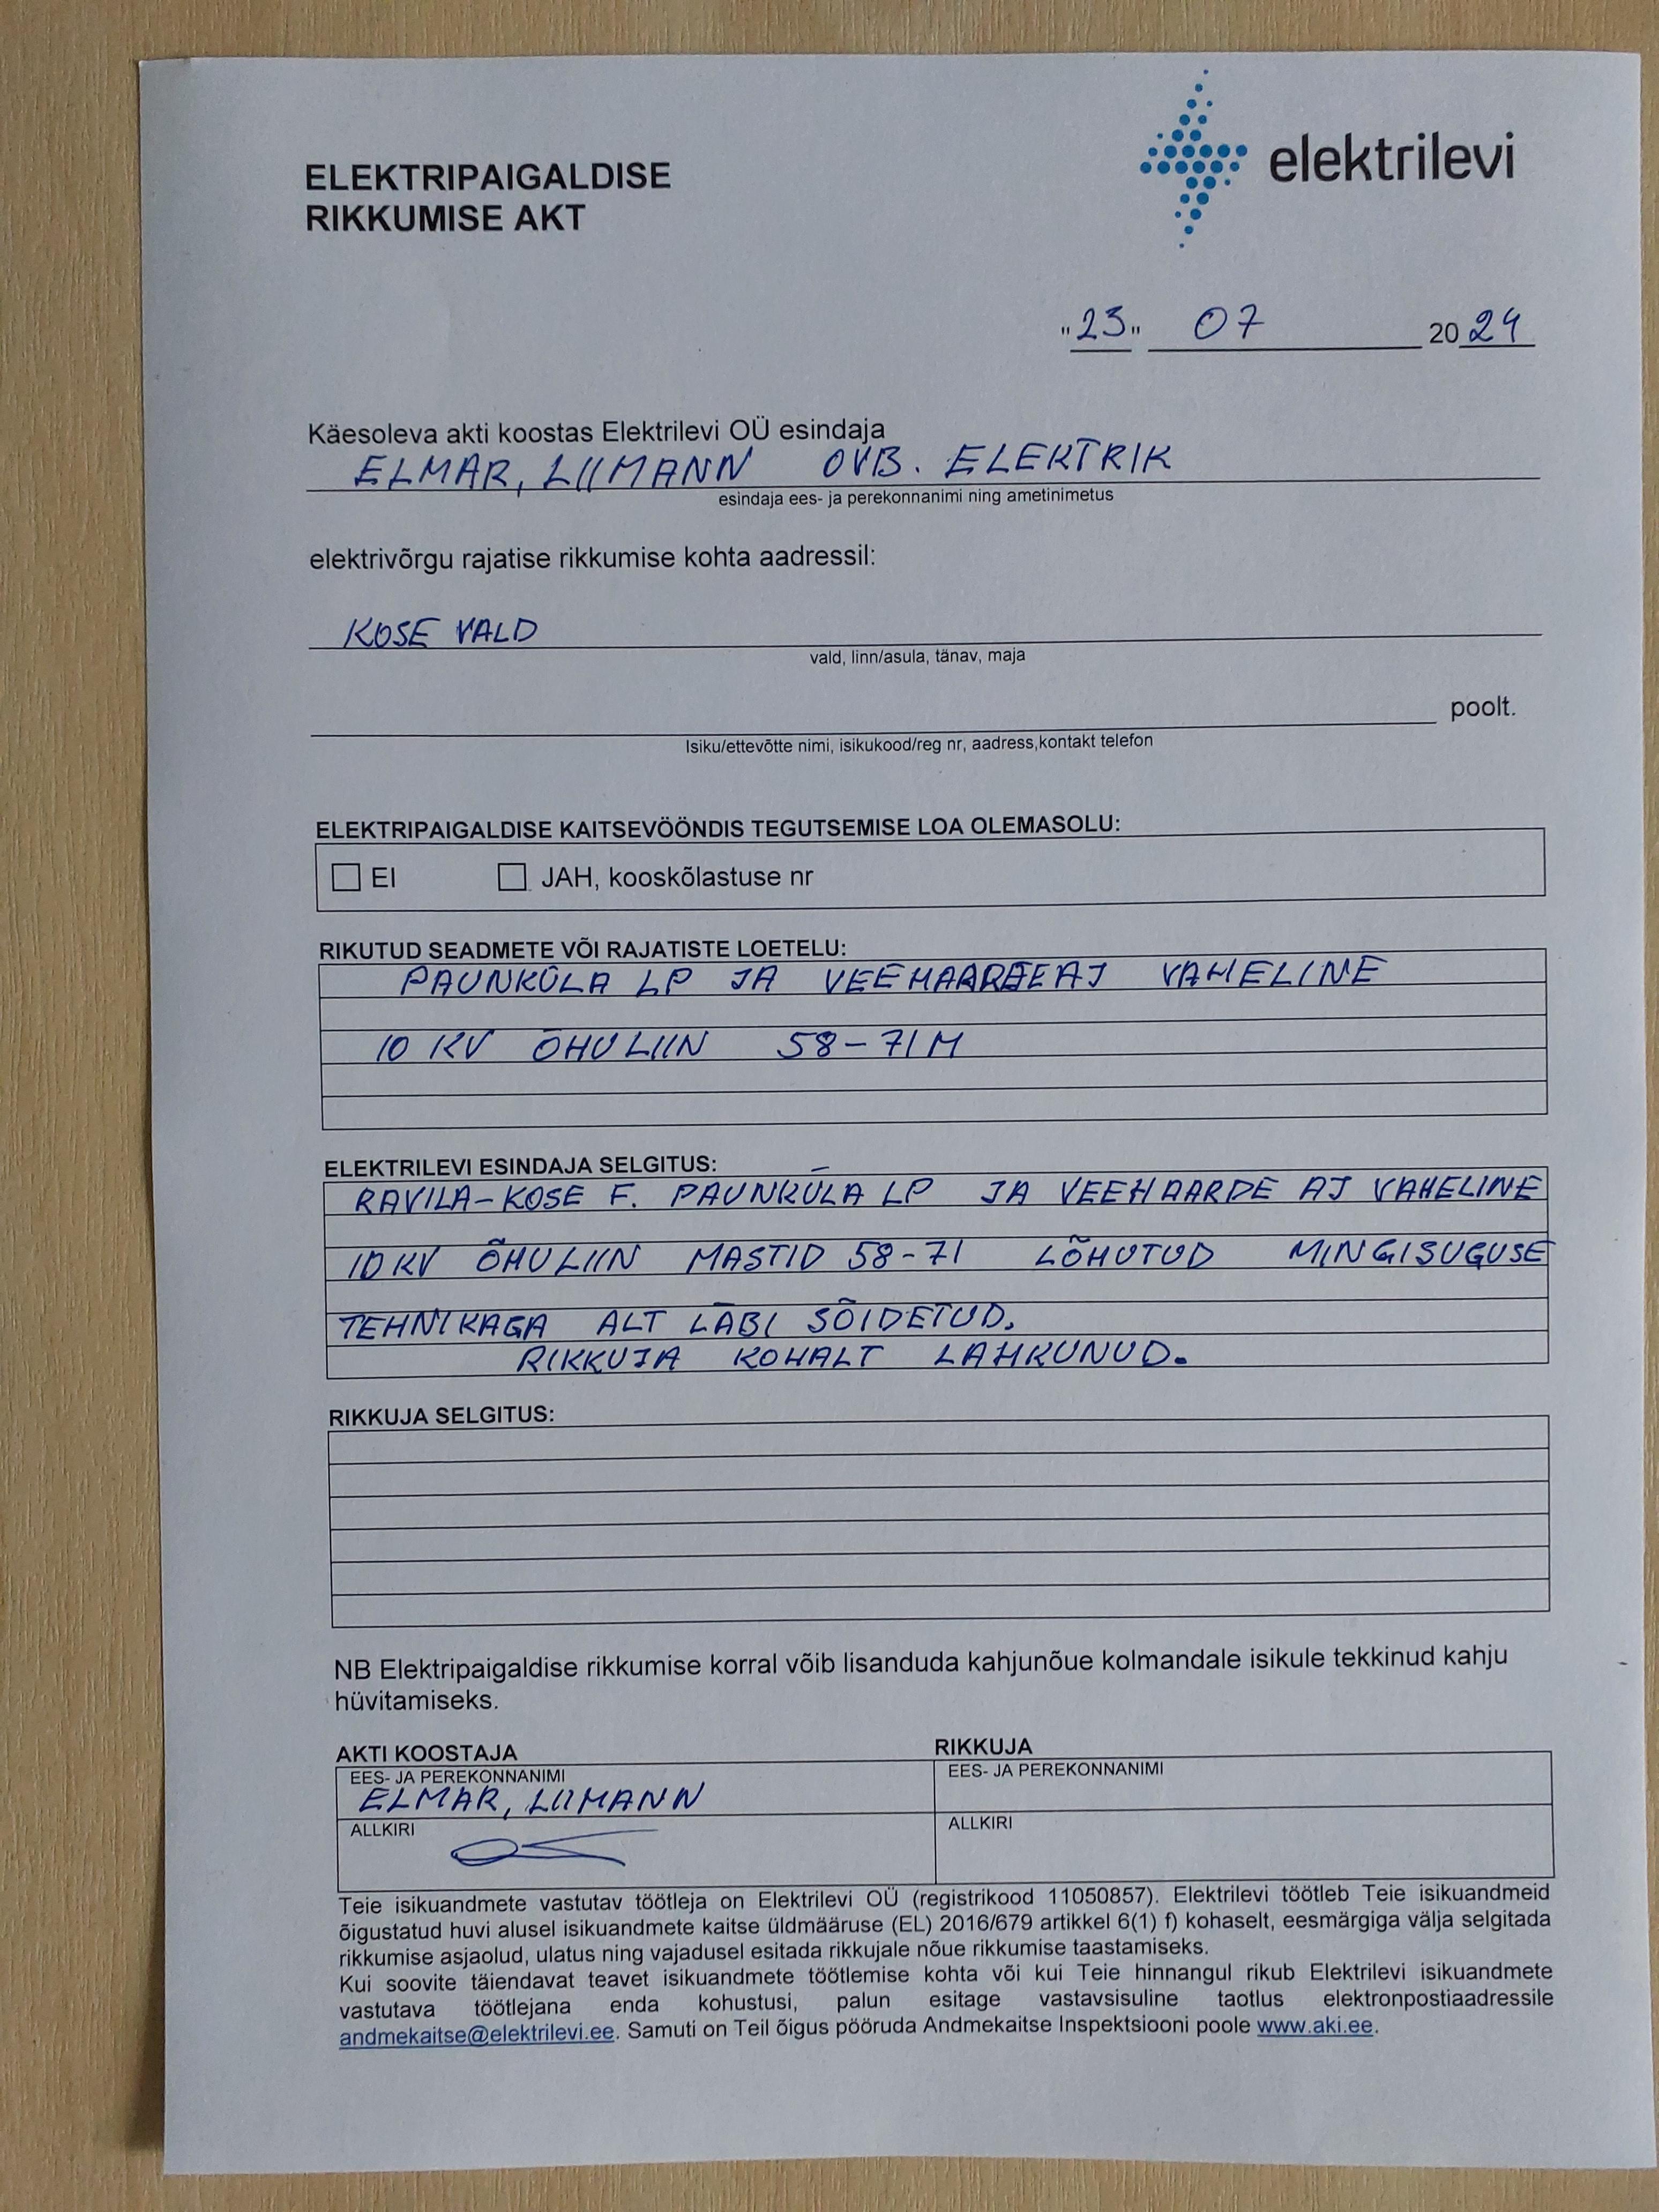 elektrilevi
ELEKTRIPAIGALDISE
RIKKUMISE AKT
"23" 07 2024
Käesoleva akti koostas Elektrilevi OÜ esindaja
ELMAR, LIIMANN OVB. ELEKTRIK
esindaja ees- ja perekonnanimi ning ametinimetus
elektrivõrgu rajatise rikkumise kohta aadressil:
KOSE VALD
vald, linn/asula, tänav, maja
poolt.
Isiku/ettevõtte nimi, isikukood/reg nr, aadress,kontakt telefon
ELEKTRIPAIGALDISE KAITSEVÖÖNDIS TEGUTSEMISE LOA OLEMASOLU:
EI JAH, kooskõlastuse nr
RIKUTUD SEADMETE VÕI RAJATISTE LOETELU:
PAUNKÜLA LP JA AJ VAHELINE
10 KV ÕHULIIN 58-71M
ELEKTRILEVI ESINDAJA SELGITUS:
RAVILA-KOSE F. PAUNKÜLA LP JA VEEHAARDE AJ VAHELINE
10KV ÕHULIIN MASTID 58-71 LÕHUTUD MINGISUGUSE
TEHNIKAGA ALT LÄBI SÕIDETUD.
RIKKUJA KOHALT LAHKUNUD.
RIKKUJA SELGITUS:
NB Elektripaigaldise rikkumise korral võib lisanduda kahjunõue kolmandale isikule tekkinud kahju
hüvitamiseks.
AKTI KOOSTAJA RIKKUJA
EES- JA PEREKONNANIMI EES- JA PEREKONNANIMI
ELMAR, LIIMANN
ALLKIRI ALLKIRI
Teie isikuandmete vastutav töötleja on Elektrilevi OÜ (registrikood 11050857). Elektrilevi töötleb Teie isikuandmeid
õigustatud huvi alusel isikuandmete kaitse üldmääruse (EL) 2016/679 artikkel 6(1) f) kohaselt, eesmärgiga välja selgitada
rikkumise asjaolud, ulatus ning vajadusel esitada rikkujale nõue rikkumise taastamiseks.
Kui soovite täiendavat teavet isikuandmete töötlemise kohta või kui Teie hinnangul rikub Elektrilevi isikuandmete
vastutava töötlejana enda kohustusi, palun esitage vastavsisuline taotlus elektronpostiaadressile
andmekaitse@elektrilevi.ee. Samuti on Teil õigus pöörduda Andmekaitse Inspektsiooni poole www.aki.ee.